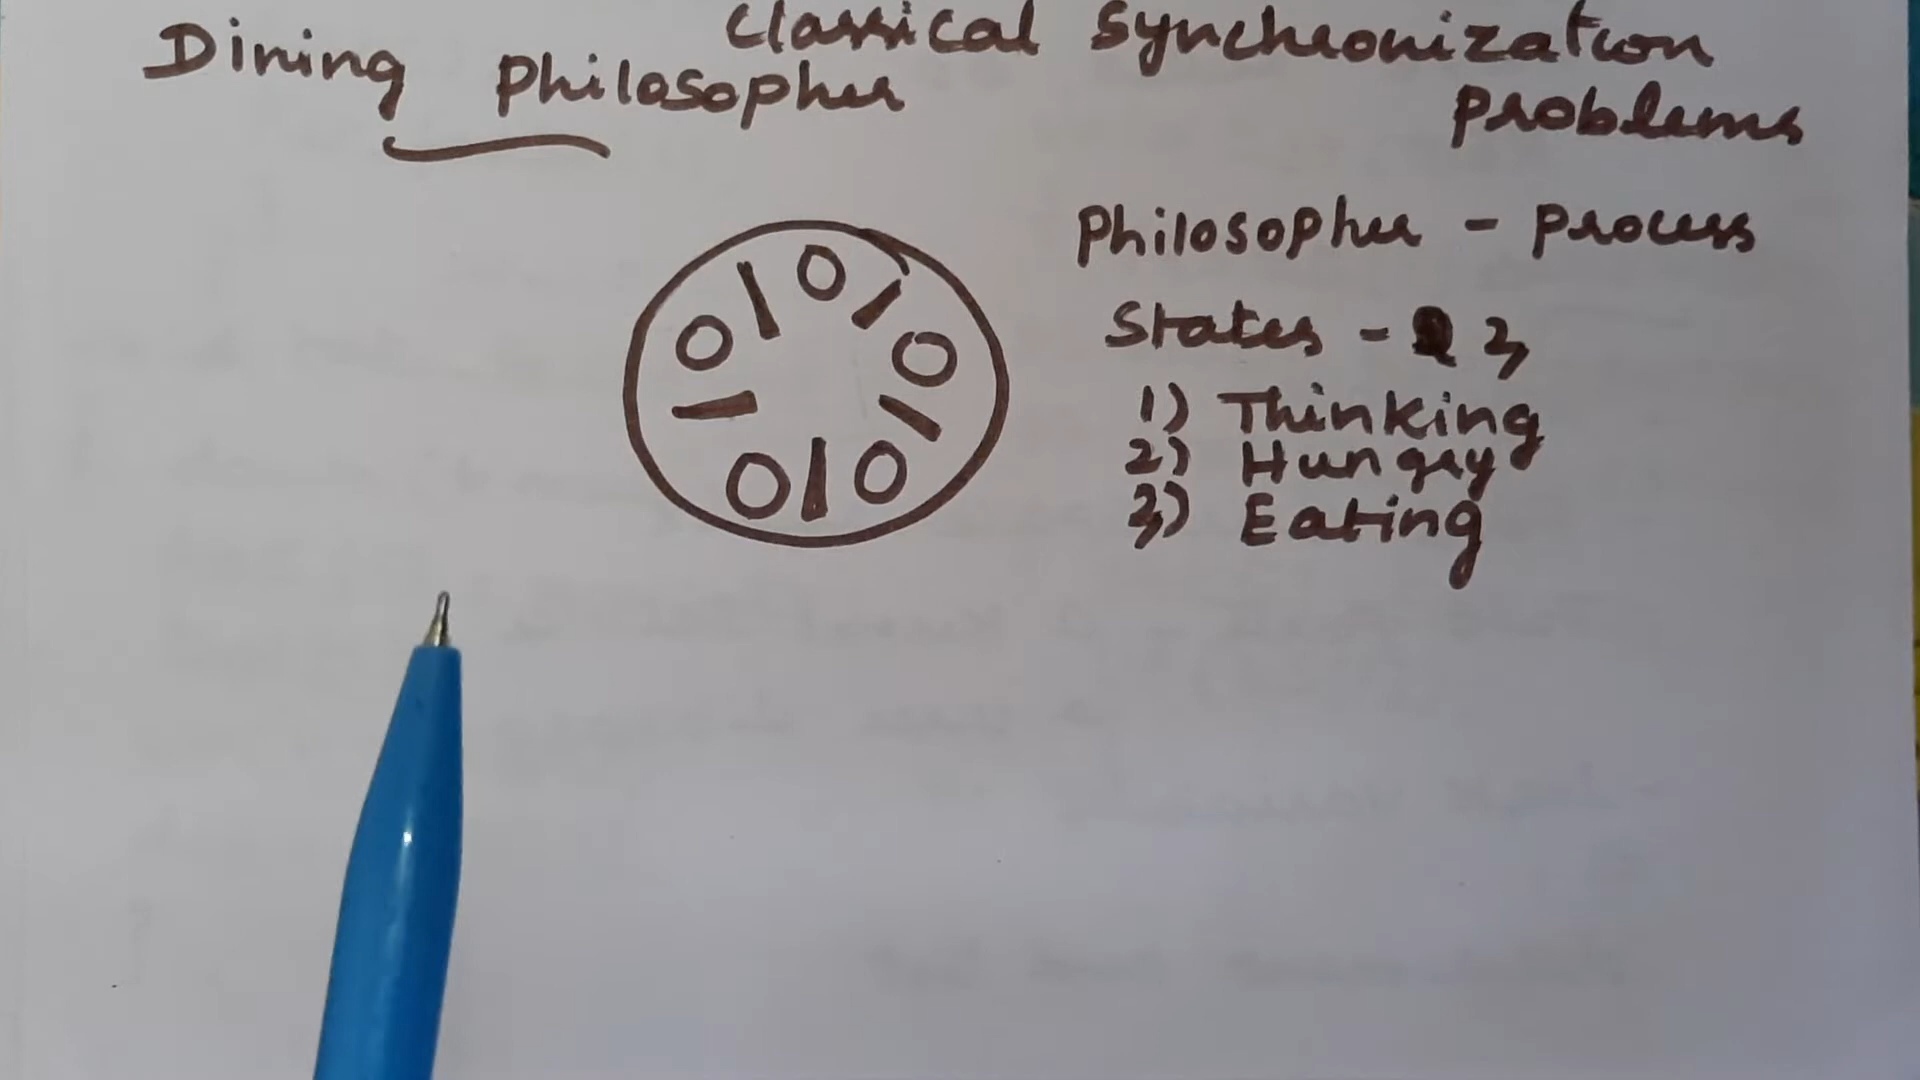 Classical Synchronization
Dining Philosopher
Problems
Philosopher - Process
States - 3
1) Thinking
2) Hungry
3) Eating